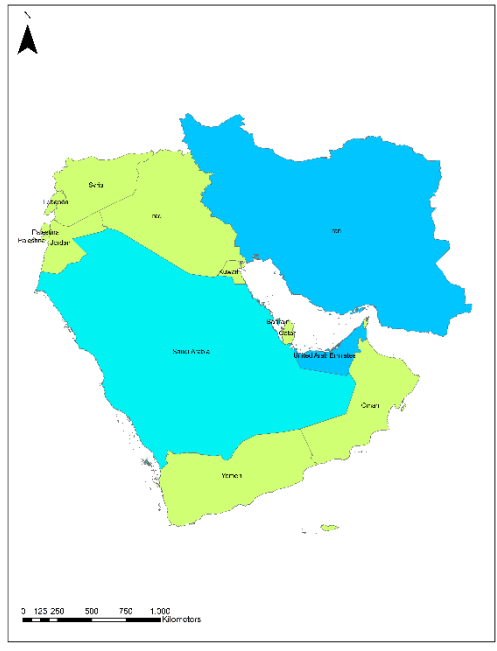 Syria
Lebanon
Iraq
Iran
Palestine
Palestine
Jordan
Kuwait
Bahrain
Qatar
Saudi Arabia
United Arab Emirates
Oman
Yemen
0 125 250 500 750 1,000
Kilometers